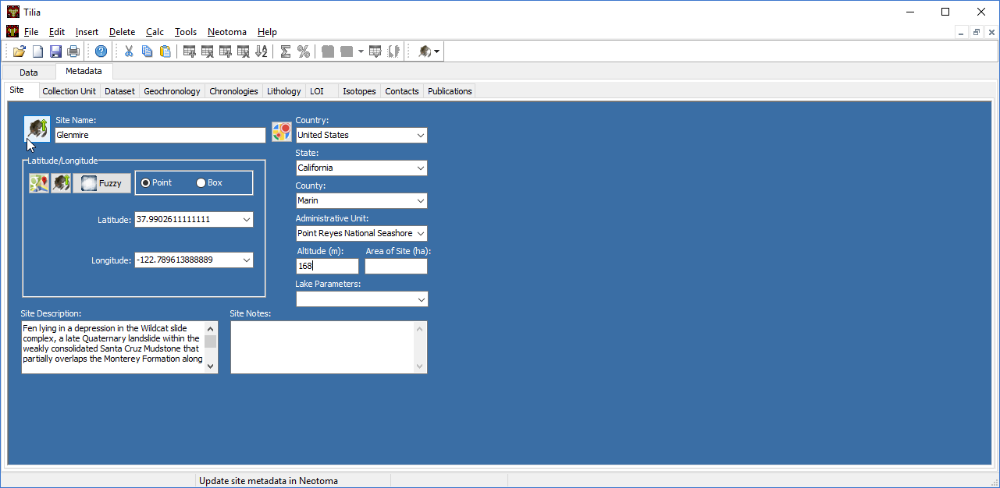 Tilia
File Edit Insert Delete Calc Tools Neotoma Help
Data Metadata
Site Collection Unit Dataset Geochronology Chronologies Lithology LOI Isotopes Contacts Publications
Site Name:
Glenmire
Country:
United States
State:
California
County:
Marin
Administrative Unit:
Point Reyes National Seashore
Altitude (m): Area of Site (ha):
168
Lake Parameters:
Latitude/Longitude
Fuzzy Point Box
Latitude: 37.9902611111111
Longitude: -122.789613888889
Site Description:
Fen lying in a depression in the Wildcat slide
complex, a late Quaternary landslide within the
weakly consolidated Santa Cruz Mudstone that
partially overlaps the Monterey Formation along
Site Notes:
Update site metadata in Neotoma